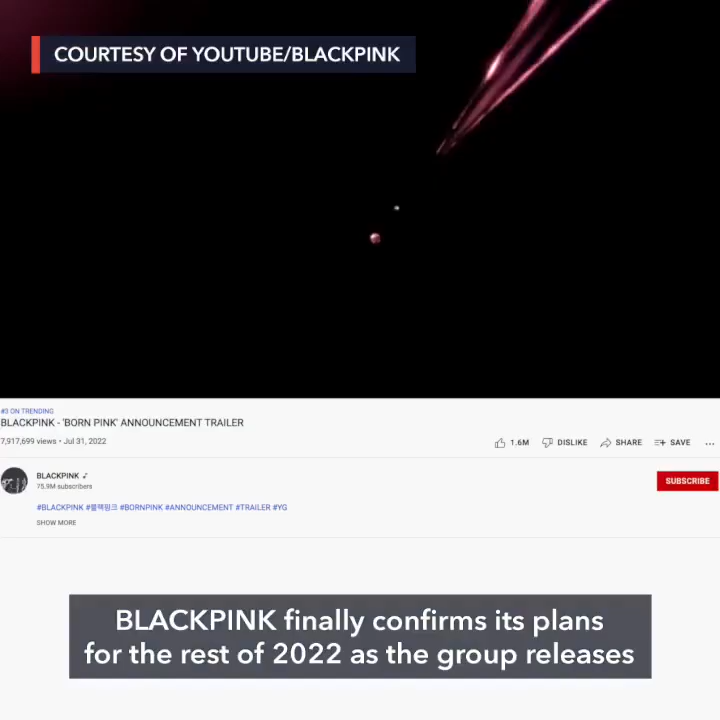 COURTESY OF YOUTUBE/BLACKPINK
#3 ON TRENDING
BLACKPINK - 'BORN PINK' ANNOUNCEMENT TRAILER
7,917,699 views • Jul 31, 2022
1.6M DISLIKE SHARE SAVE ...
BLACKPINK
75.9M subscribers
SUBSCRIBE
#BLACKPINK #블랙핑크 #BORNPINK #ANNOUNCEMENT #TRAILER #YG
SHOW MORE
BLACKPINK finally confirms its plans
for the rest of 2022 as the group releases